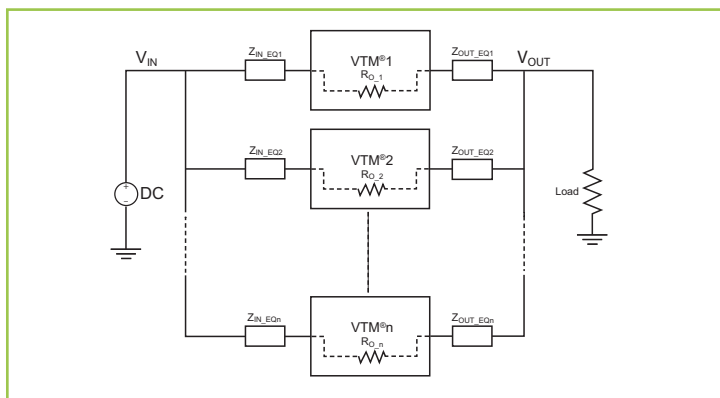 V_IN
Z_IN_EQ1
VTM®1
R_O_1
Z_OUT_EQ1
V_OUT
Z_IN_EQ2
VTM®2
R_O_2
Z_OUT_EQ2
+
−
DC
Load
Z_IN_EQn
VTM®n
R_O_n
Z_OUT_EQn